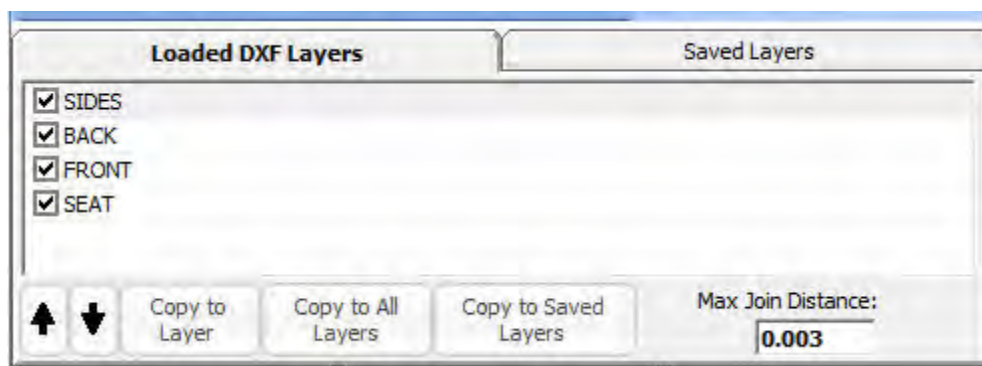 Loaded DXF Layers
Saved Layers
SIDES
BACK
FRONT
SEAT
Copy to
Layer
Copy to All
Layers
Copy to Saved
Layers
Max Join Distance:
0.003